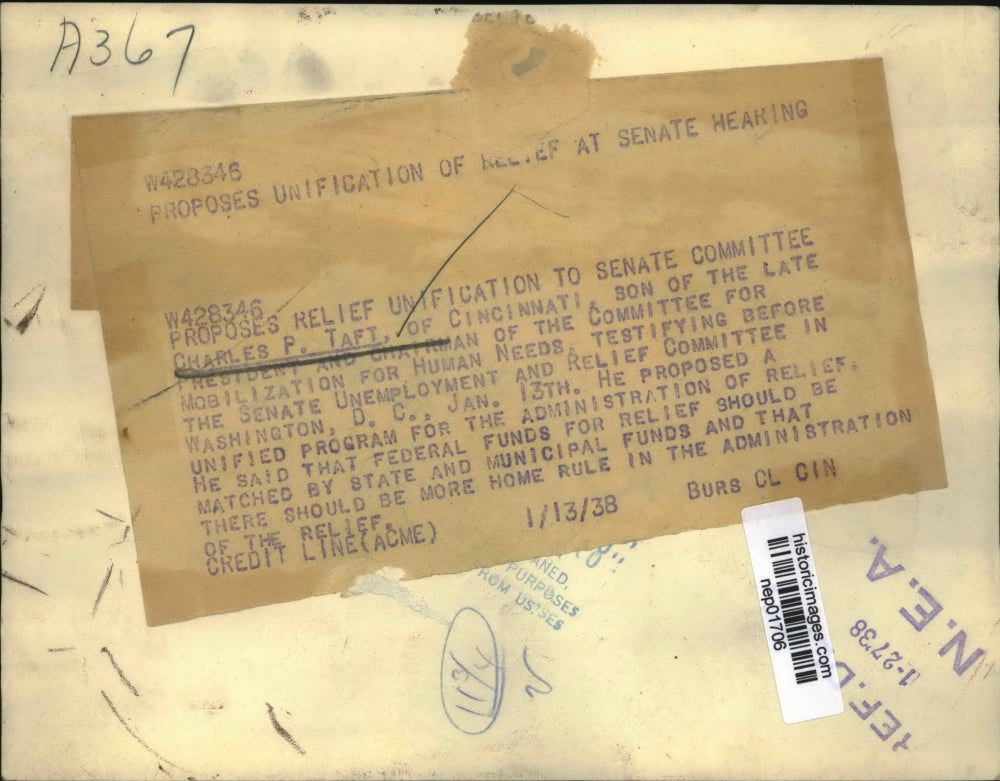 A367
W428346
PROPOSES UNIFICATION OF RELIEF AT SENATE HEARING
W428346
PROPOSES RELIEF UNIFICATION TO SENATE COMMITTEE
CHARLES P. TAFT, OF CINCINNATI, SON OF THE LATE
PRESIDENT AND CHAIRMAN OF THE COMMITTEE FOR
MOBILIZATION FOR HUMAN NEEDS, TESTIFYING BEFORE
THE SENATE UNEMPLOYMENT AND RELIEF COMMITTEE IN
WASHINGTON, D. C., JAN. 13TH. HE PROPOSED A
UNIFIED PROGRAM FOR THE ADMINISTRATION OF RELIEF.
HE SAID THAT FEDERAL FUNDS FOR RELIEF SHOULD BE
MATCHED BY STATE AND MUNICIPAL FUNDS AND THAT
THERE SHOULD BE MORE HOME RULE IN THE ADMINISTRATION
OF THE RELIEF.
CREDIT LINE(ACME) 1/13/38 BURS CL CIN
PURPOSES
historicimages.com
nep01706
N.E.A.